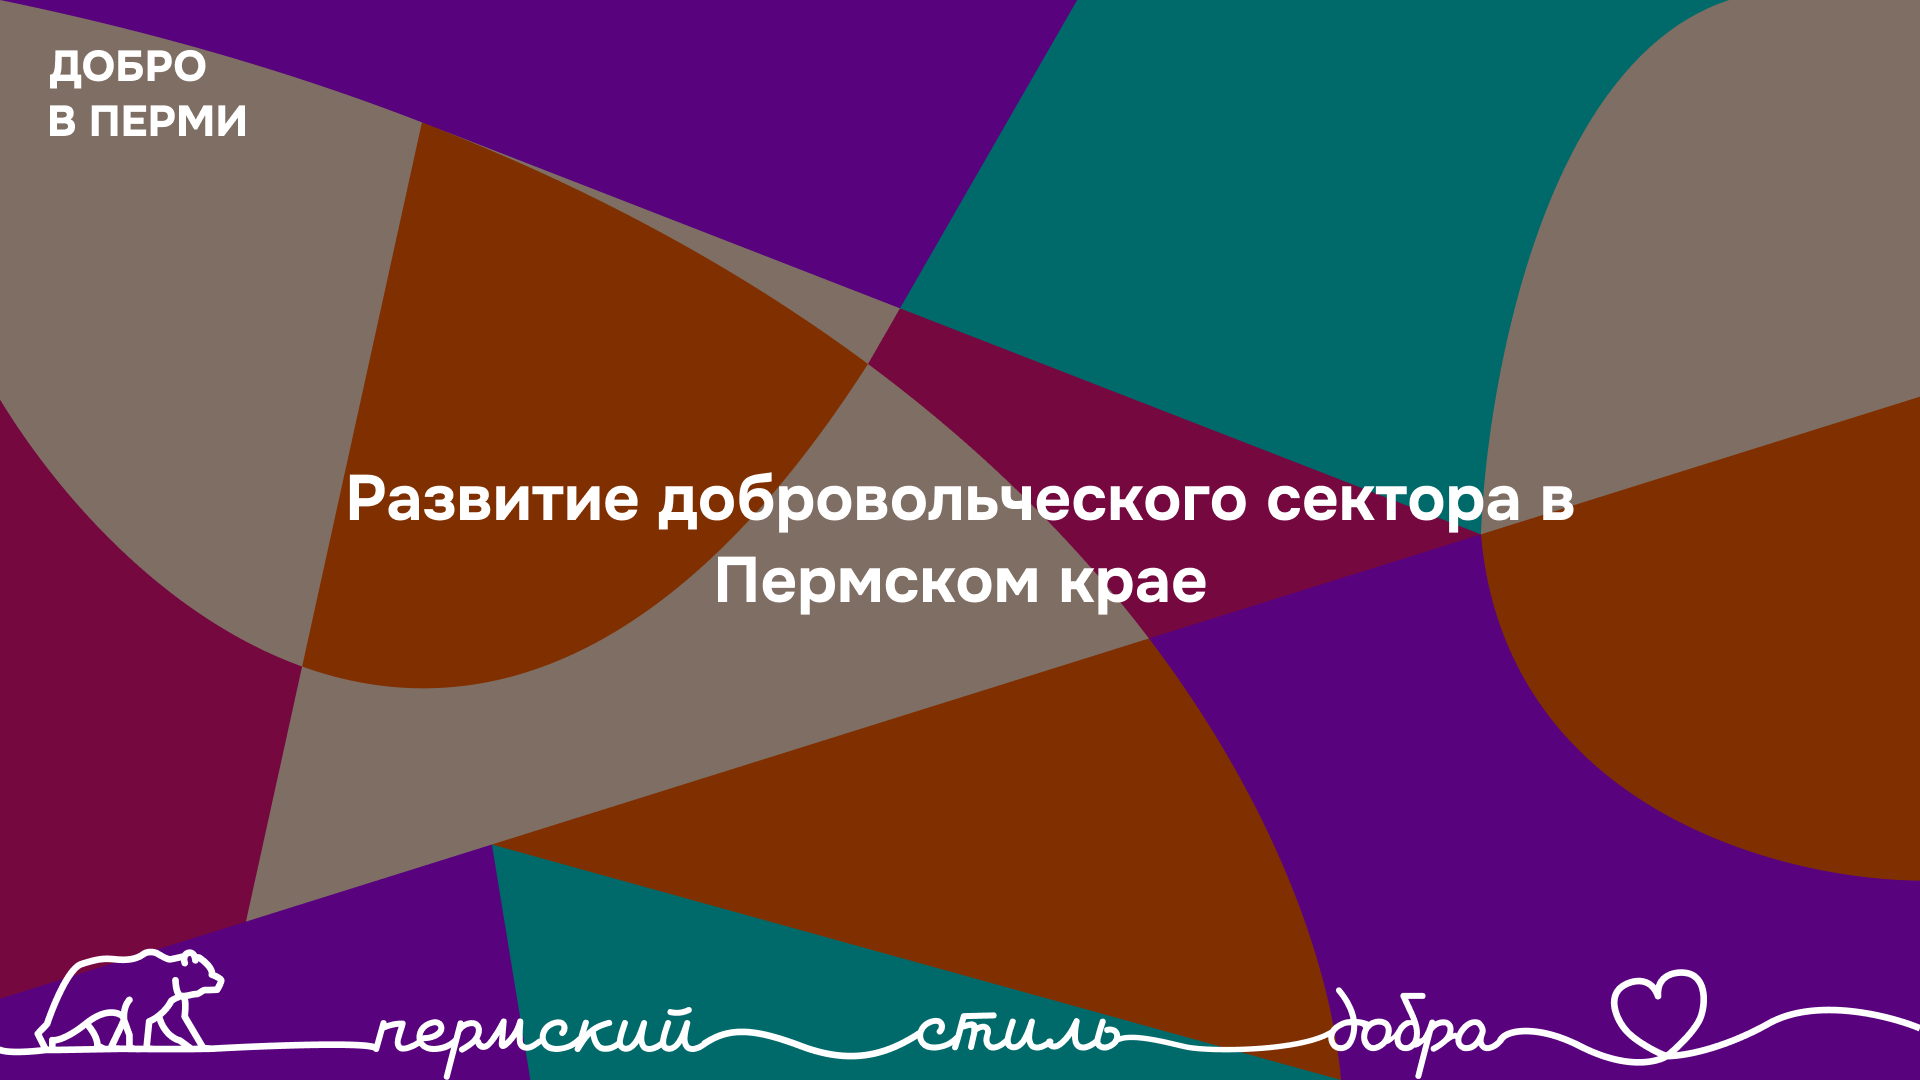 ДОБРО
В ПЕРМИ
Развитие добровольческого сектора в
Пермском крае
пермский стиль добра